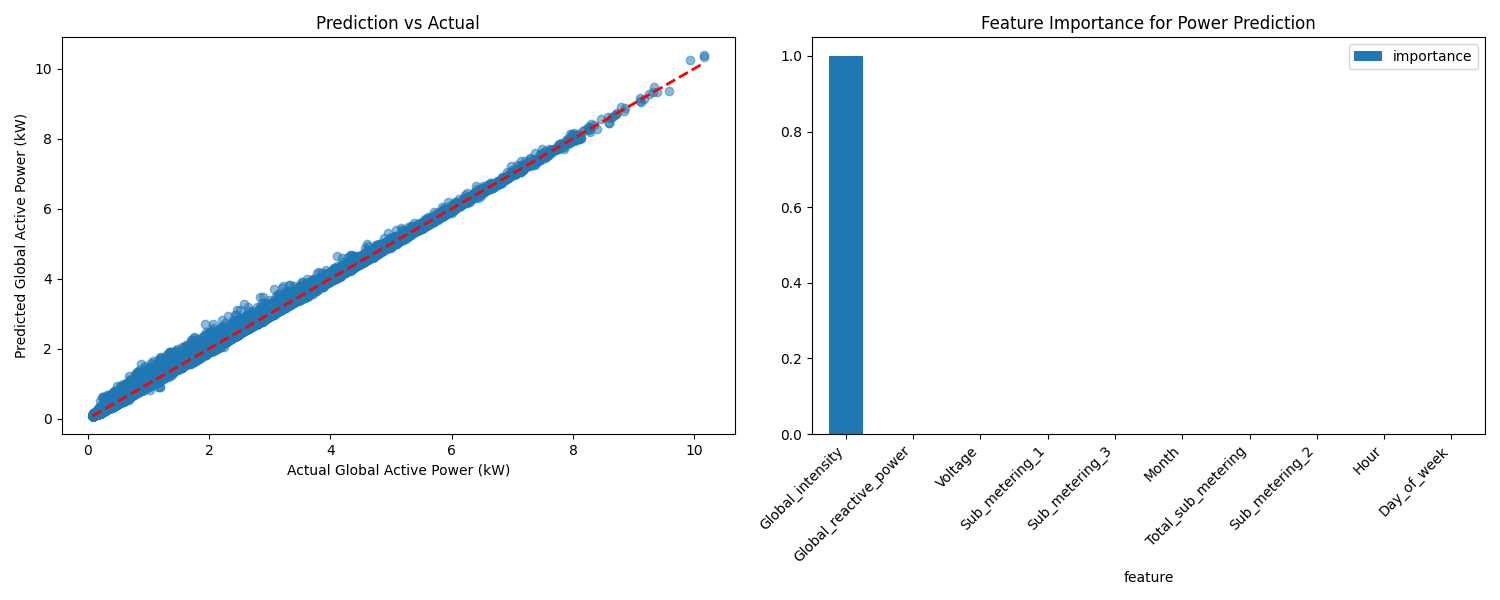 Prediction vs Actual
Predicted Global Active Power (kW)
10
8
6
4
2
0
0 2 4 6 8 10
Actual Global Active Power (kW)
Feature Importance for Power Prediction
importance
1.0
0.8
0.6
0.4
0.2
0.0
Global_intensity
Global_reactive_power
Voltage
Sub_metering_1
Sub_metering_3
Month
Total_sub_metering
Sub_metering_2
Hour
Day_of_week
feature